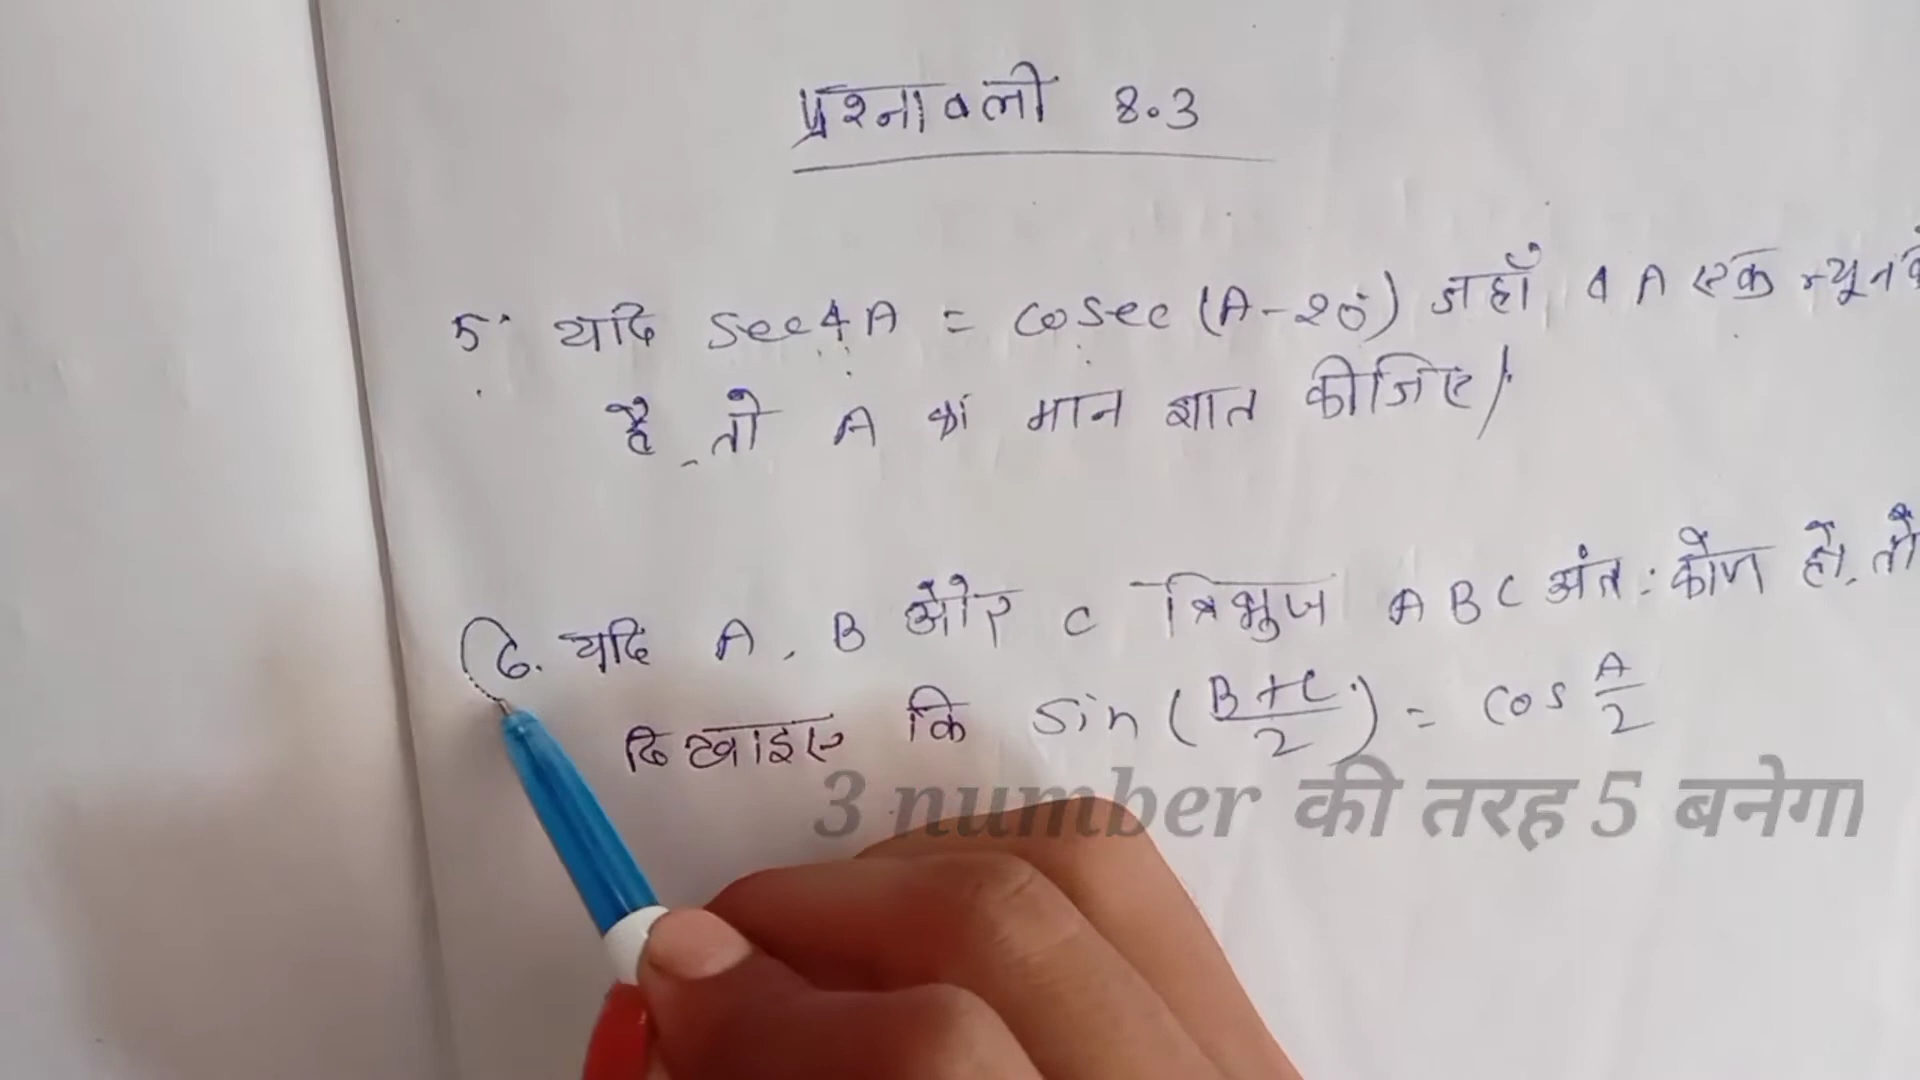 प्रश्नावली 8.3
5. यदि sec4A = cosec (A-20°) जहाँ 4A एक
है, तो A का मान ज्ञात कीजिए।
6. यदि A, B और C त्रिभुज ABC अंत: कोण हो, तो
दिखाइए कि sin (B+C/2) = cos A/2
3 number की तरह 5 बनेगा